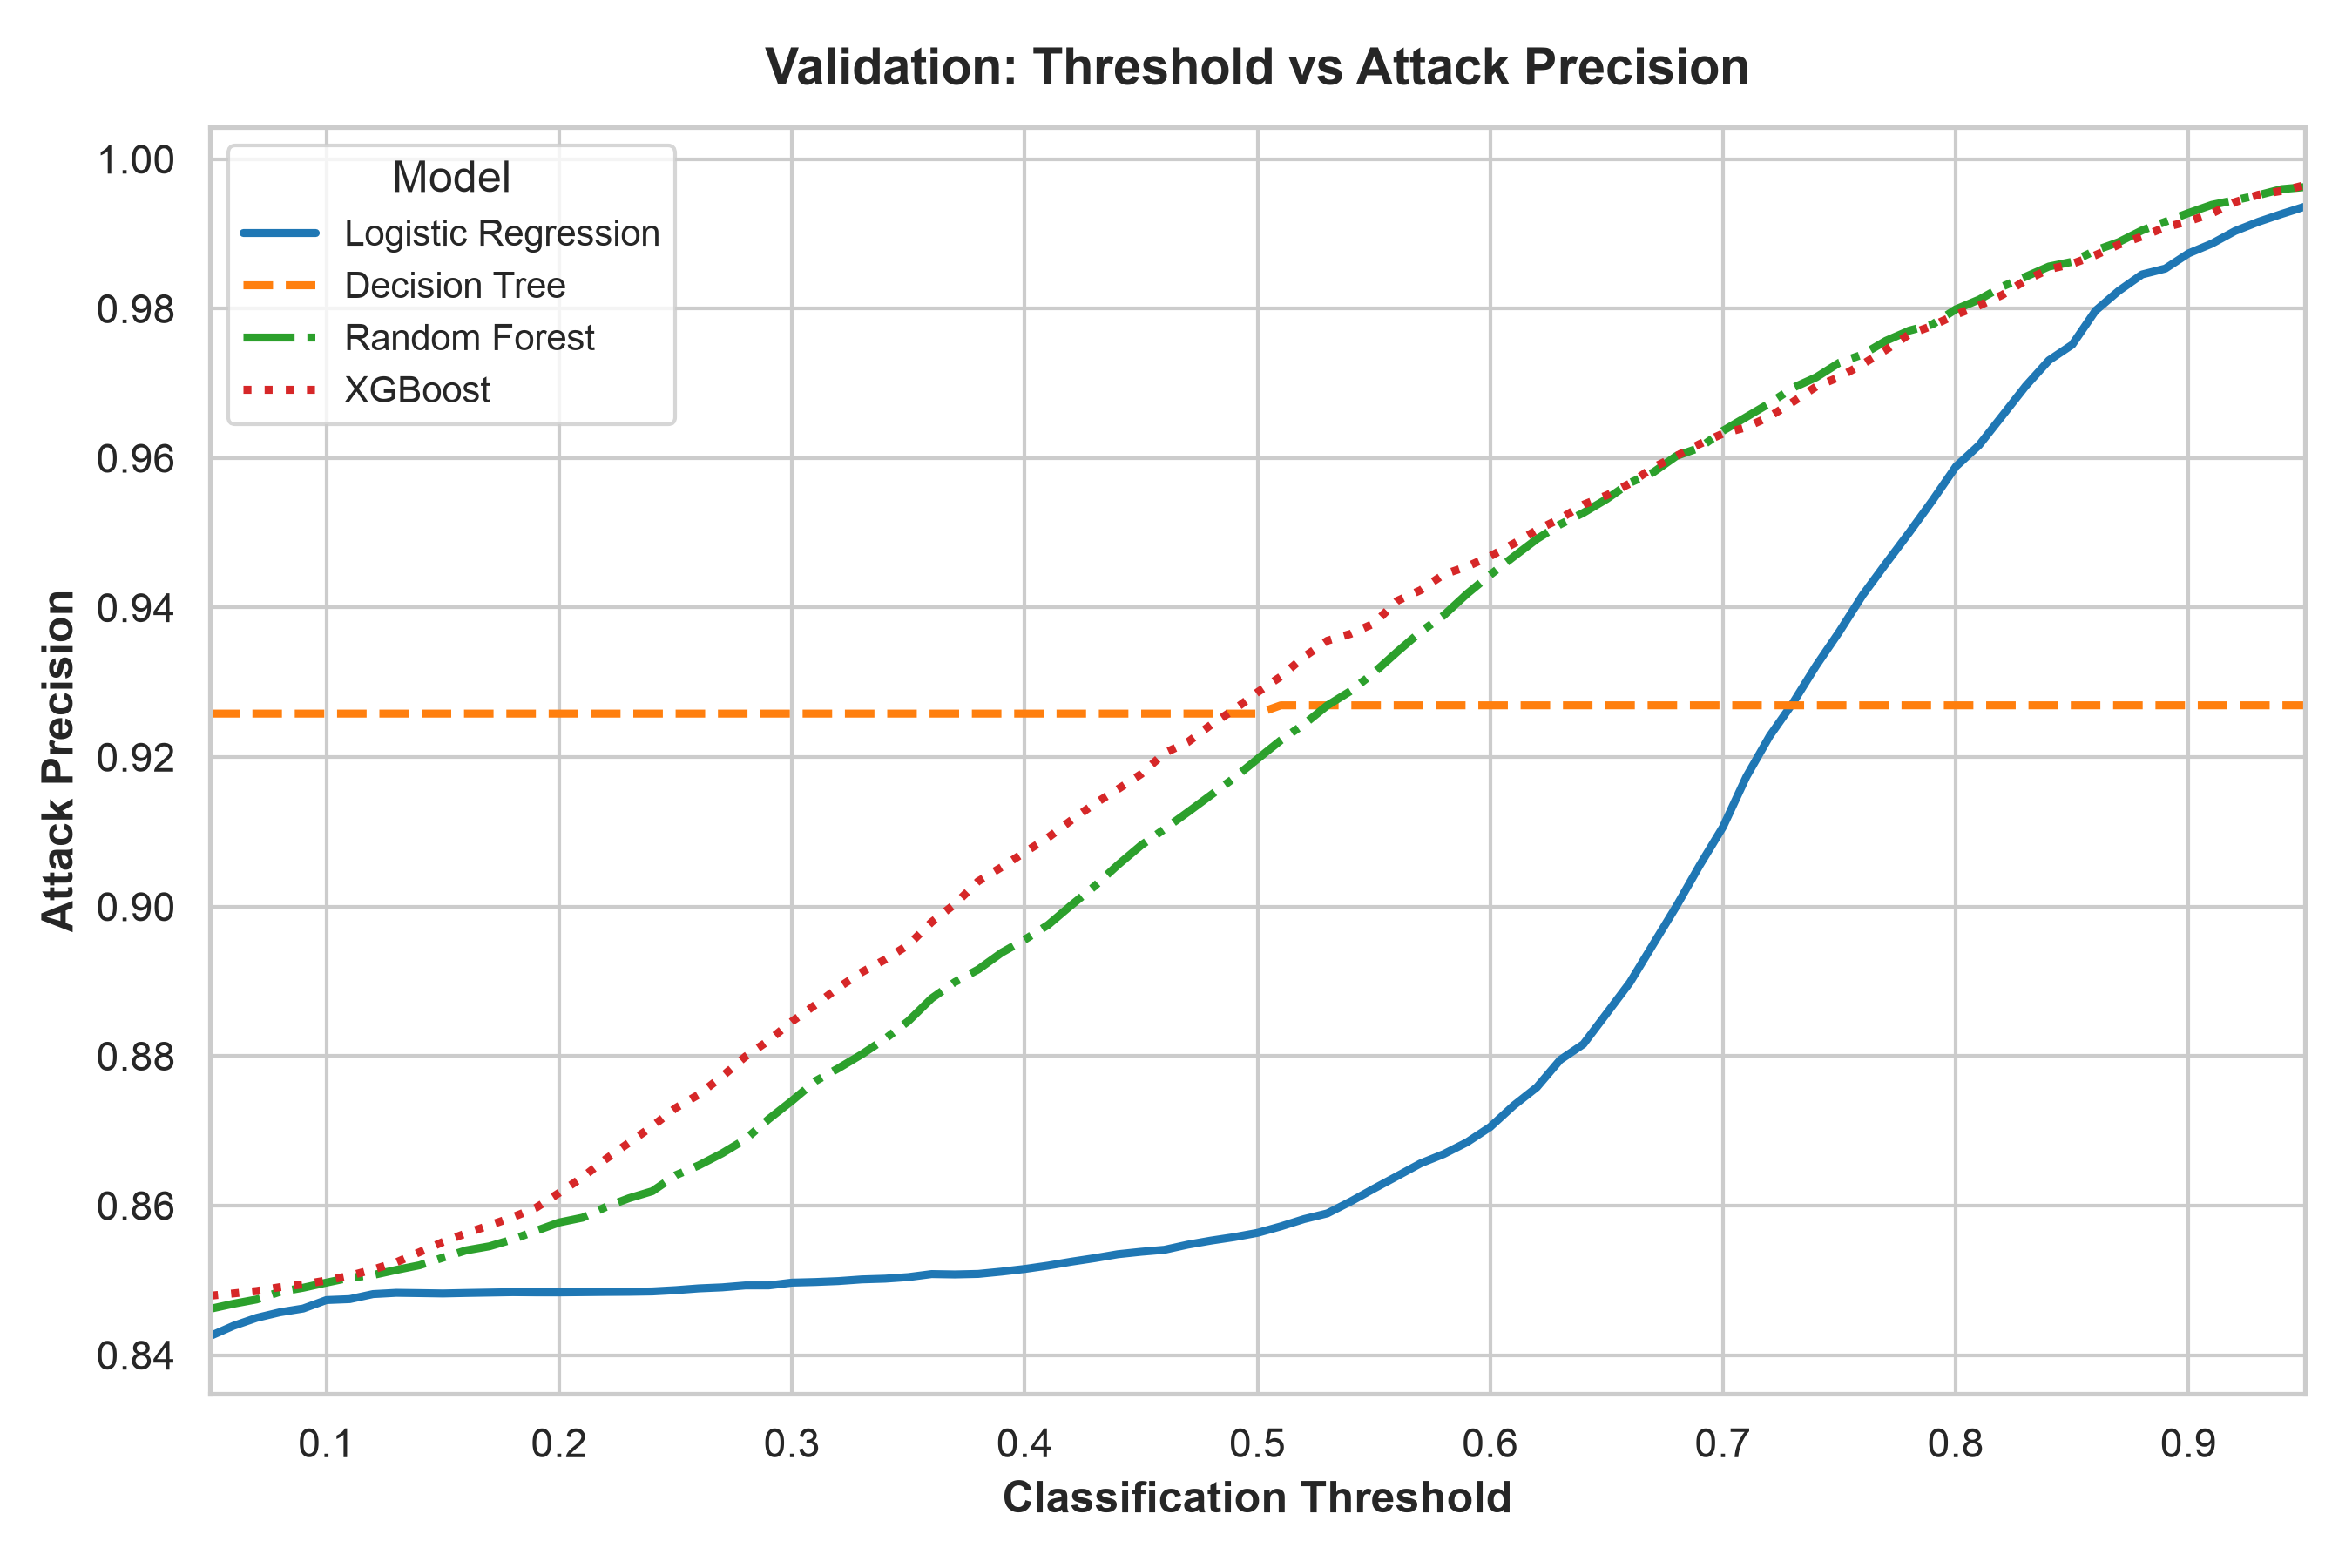 Validation: Threshold vs Attack Precision
Model
Logistic Regression
Decision Tree
Random Forest
XGBoost
Attack Precision
1.00
0.98
0.96
0.94
0.92
0.90
0.88
0.86
0.84
0.1 0.2 0.3 0.4 0.5 0.6 0.7 0.8 0.9
Classification Threshold